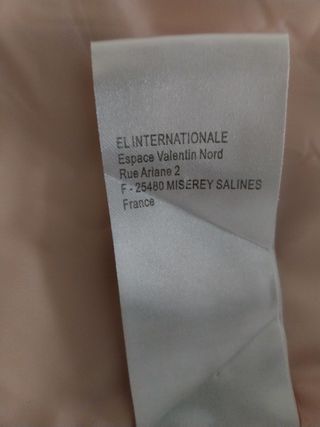 EL INTERNATIONALE
Espace Valentin Nord
Rue Ariane 2
F - 25480 MISEREY SALINES
France